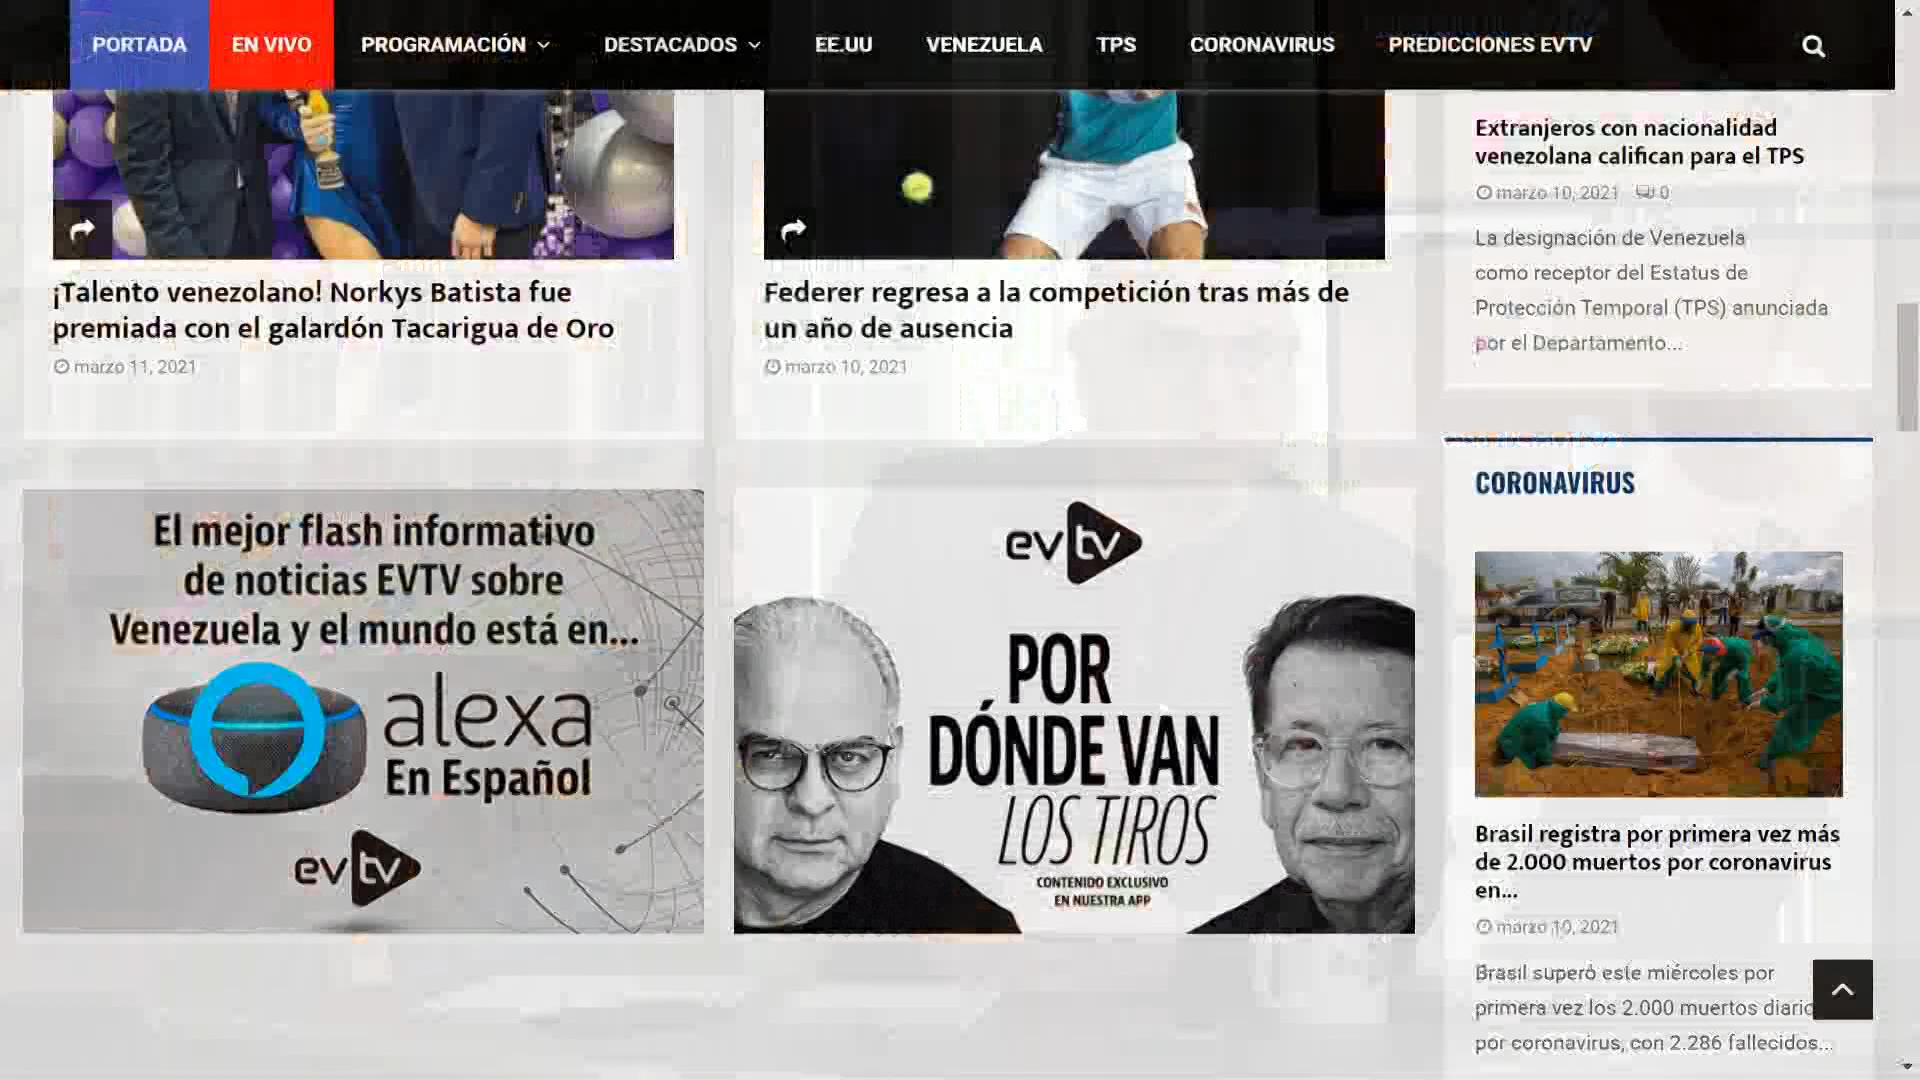 PORTADA
EN VIVO
PROGRAMACIÓN
DESTACADOS
EE.UU
VENEZUELA
TPS
CORONAVIRUS
PREDICCIONES EVTV
¡Talento venezolano! Norkys Batista fue
premiada con el galardón Tacarigua de Oro
marzo 11, 2021
Federer regresa a la competición tras más de
un año de ausencia
marzo 10, 2021
Extranjeros con nacionalidad
venezolana califican para el TPS
marzo 10, 2021 0
La designación de Venezuela
como receptor del Estatus de
Protección Temporal (TPS) anunciada
por el Departamento...
El mejor flash informativo
de noticias EVTV sobre
Venezuela y el mundo está en...
alexa
En Español
evtv
evtv
POR
DÓNDE VAN
LOS TIROS
CONTENIDO EXCLUSIVO
EN NUESTRA APP
CORONAVIRUS
Brasil registra por primera vez más
de 2.000 muertos por coronavirus
en...
marzo 10, 2021
Brasil superó este miércoles por
primera vez los 2.000 muertos diario
por coronavirus, con 2.286 fallecidos...